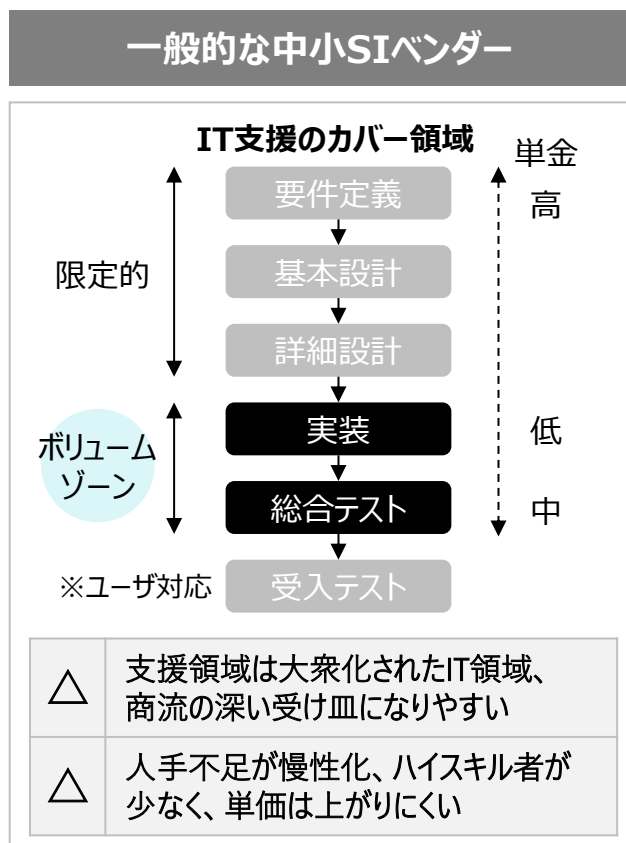 一般的な中小SIベンダー
IT支援のカバー領域
単金
要件定義
高
限定的
基本設計
詳細設計
実装
低
ボリューム
ゾーン
総合テスト
中
※ユーザ対応
受入テスト
△
支援領域は大衆化されたIT領域、
商流の深い受け皿になりやすい
△
人手不足が慢性化、ハイスキル者が
少なく、単価は上がりにくい